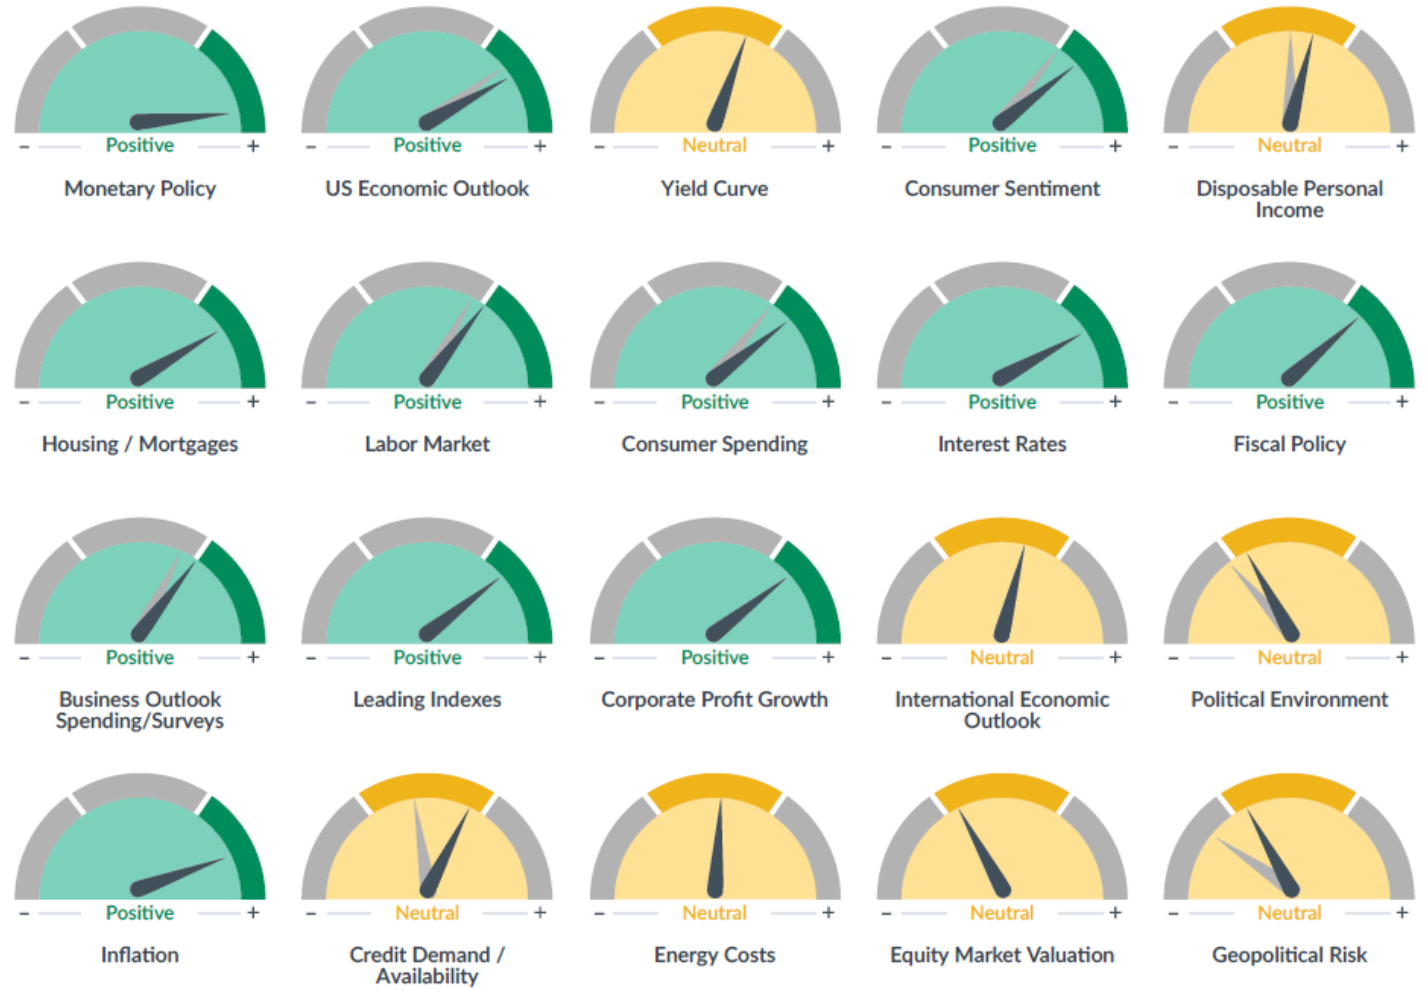 – Positive +
– Positive +
– Neutral +
– Positive +
– Neutral +
Monetary Policy
US Economic Outlook
Yield Curve
Consumer Sentiment
Disposable Personal
Income
– Positive +
– Positive +
– Positive +
– Positive +
– Positive +
Housing / Mortgages
Labor Market
Consumer Spending
Interest Rates
Fiscal Policy
– Positive +
– Positive +
– Positive +
– Neutral +
– Neutral +
Business Outlook
Spending/Surveys
Leading Indexes
Corporate Profit Growth
International Economic
Outlook
Political Environment
– Positive +
– Neutral +
– Neutral +
– Neutral +
– Neutral +
Inflation
Credit Demand /
Availability
Energy Costs
Equity Market Valuation
Geopolitical Risk